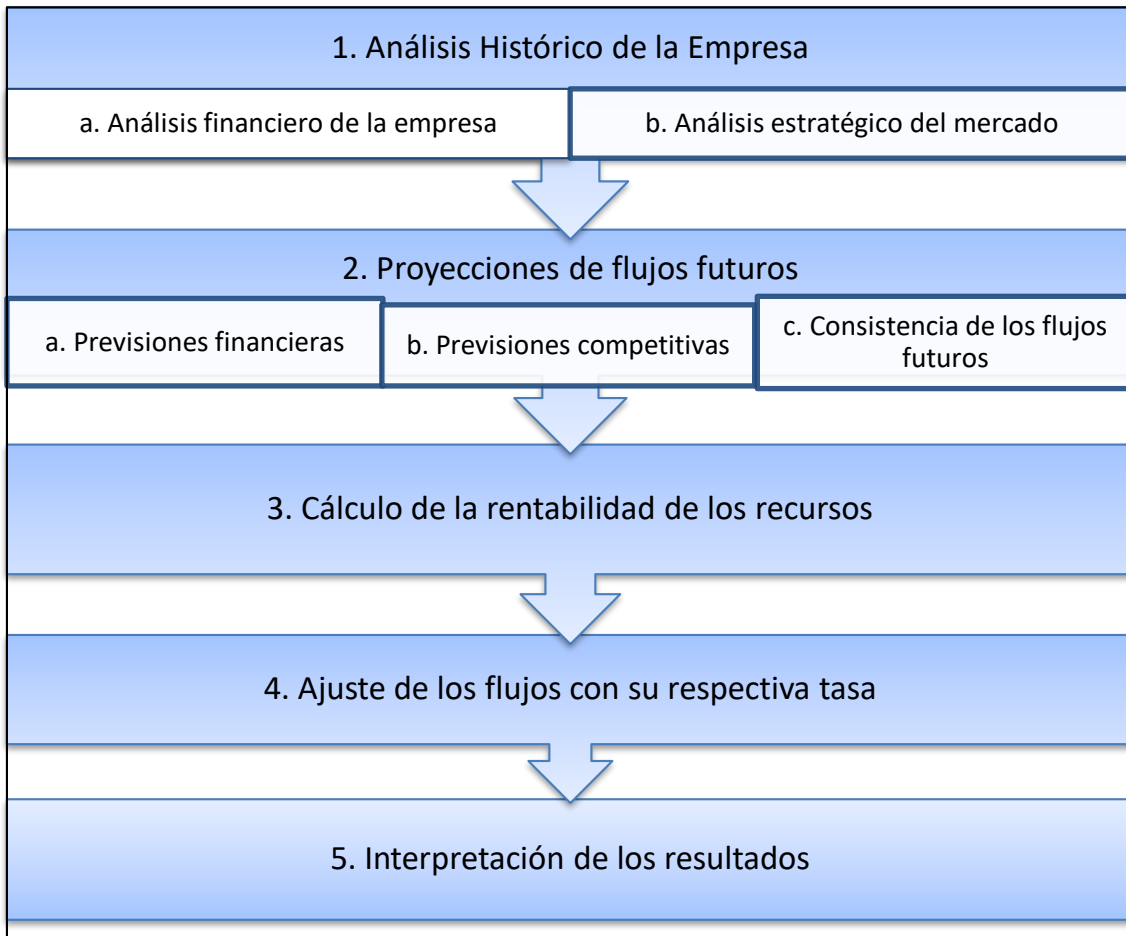 1. Análisis Histórico de la Empresa
a. Análisis financiero de la empresa
b. Análisis estratégico del mercado
2. Proyecciones de flujos futuros
a. Previsiones financieras
b. Previsiones competitivas
c. Consistencia de los flujos
futuros
3. Cálculo de la rentabilidad de los recursos
4. Ajuste de los flujos con su respectiva tasa
5. Interpretación de los resultados